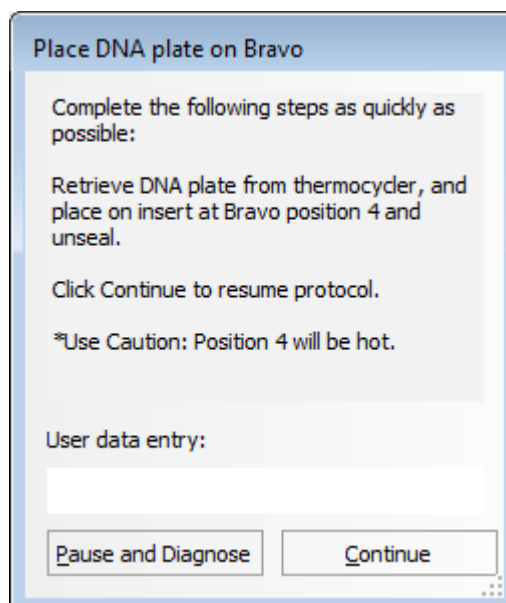 Place DNA plate on Bravo
Complete the following steps as quickly as
possible:
Retrieve DNA plate from thermocycler, and
place on insert at Bravo position 4 and
unseal.
Click Continue to resume protocol.
*Use Caution: Position 4 will be hot.
User data entry:
Pause and Diagnose
Continue